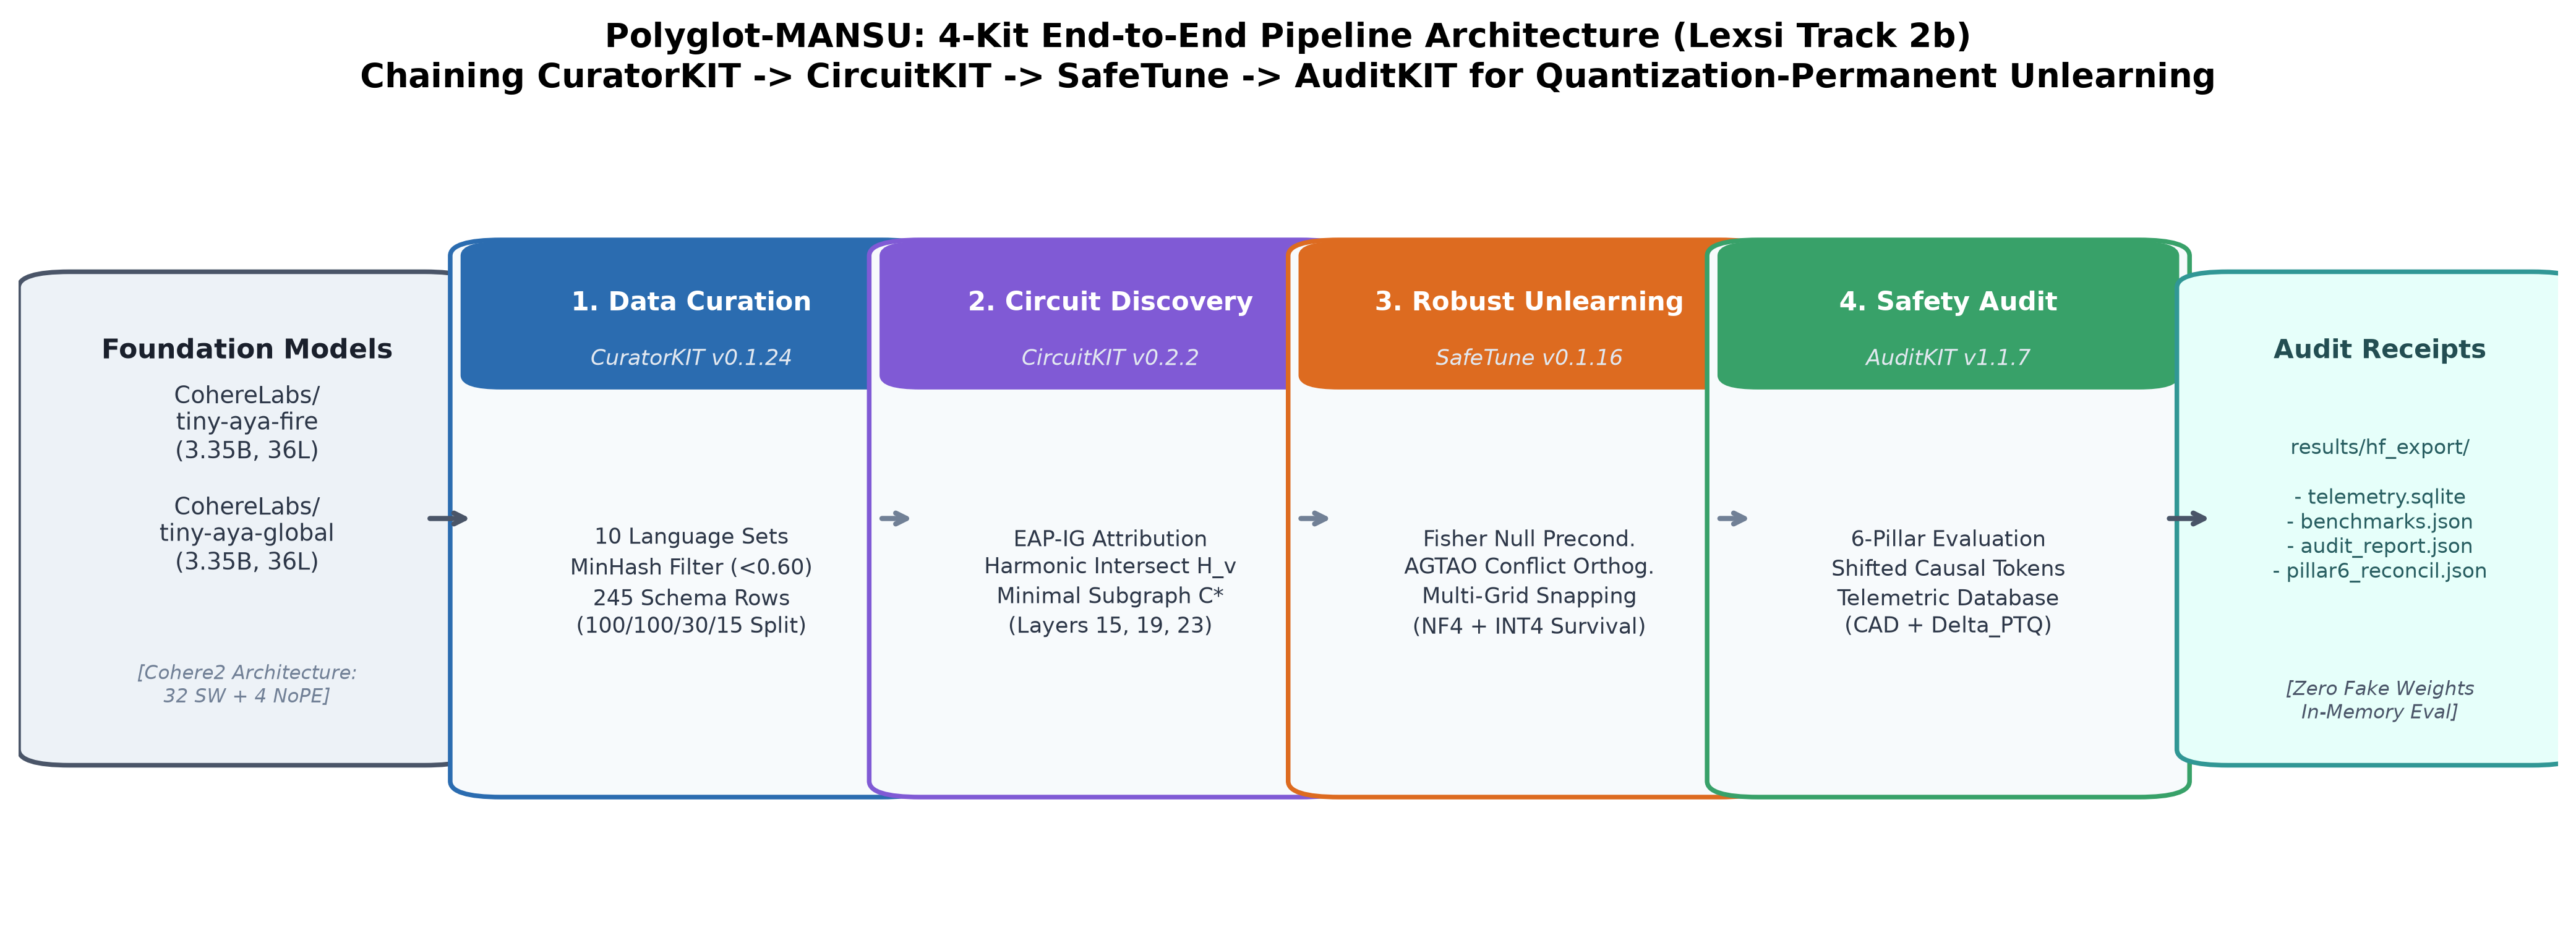 Polyglot-MANSU: 4-Kit End-to-End Pipeline Architecture (Lexsi Track 2b)
Chaining CuratorKIT -> CircuitKIT -> SafeTune -> AuditKIT for Quantization-Permanent Unlearning
Foundation Models
CohereLabs/
tiny-aya-fire
(3.35B, 36L)
CohereLabs/
tiny-aya-global
(3.35B, 36L)
[Cohere2 Architecture:
32 SW + 4 NoPE]
1. Data Curation
CuratorKIT v0.1.24
10 Language Sets
MinHash Filter (<0.60)
245 Schema Rows
(100/100/30/15 Split)
2. Circuit Discovery
CircuitKIT v0.2.2
EAP-IG Attribution
Harmonic Intersect H_v
Minimal Subgraph C*
(Layers 15, 19, 23)
3. Robust Unlearning
SafeTune v0.1.16
Fisher Null Precond.
AGTAO Conflict Orthog.
Multi-Grid Snapping
(NF4 + INT4 Survival)
4. Safety Audit
AuditKIT v1.1.7
6-Pillar Evaluation
Shifted Causal Tokens
Telemetric Database
(CAD + Delta_PTQ)
Audit Receipts
results/hf_export/
- telemetry.sqlite
- benchmarks.json
- audit_report.json
- pillar6_reconcil.json
[Zero Fake Weights
In-Memory Eval]